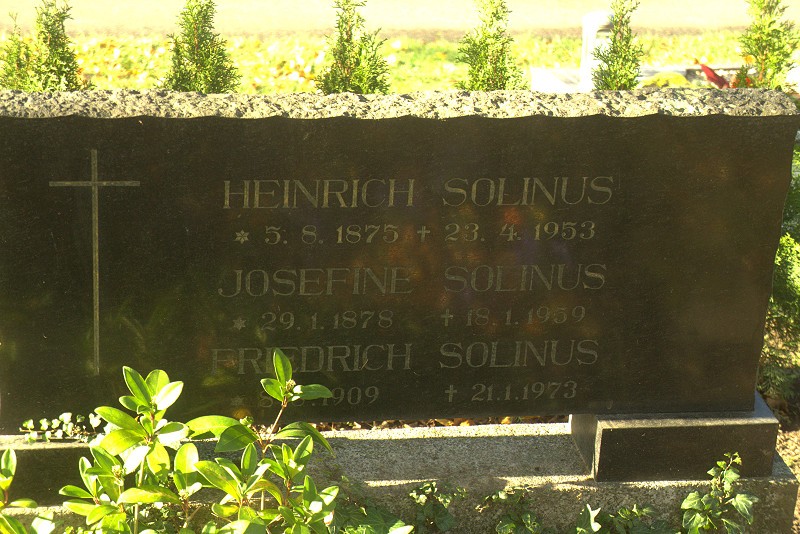 HEINRICH SOLINUS
* 5. 8. 1875 † 23. 4. 1953
JOSEFINE SOLINUS
* 29. 1. 1878 † 18. 1. 1959
FRIEDRICH SOLINUS
1909 † 21. 1. 1973